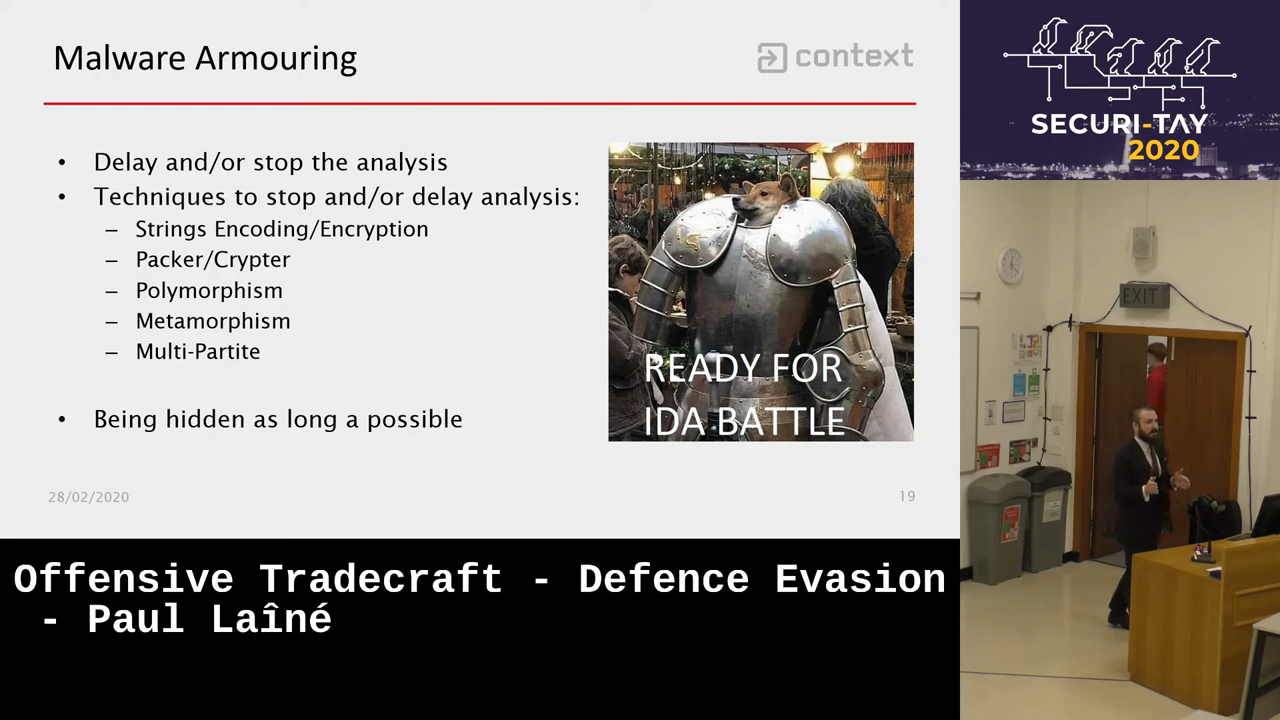 Malware Armouring
context
• Delay and/or stop the analysis
• Techniques to stop and/or delay analysis:
– Strings Encoding/Encryption
– Packer/Crypter
– Polymorphism
– Metamorphism
– Multi-Partite
• Being hidden as long a possible
READY FOR
IDA BATTLE
28/02/2020
19
SECURI-TAY
2020
EXIT
Offensive Tradecraft - Defence Evasion
- Paul Laîné